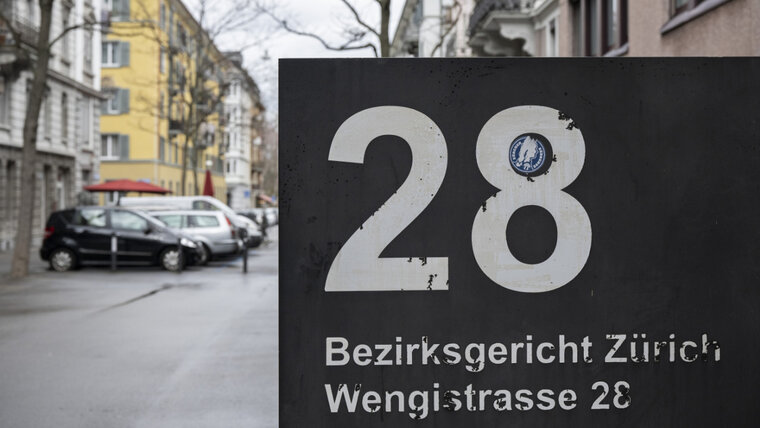 28
Bezirksgericht Zürich
Wengistrasse 28